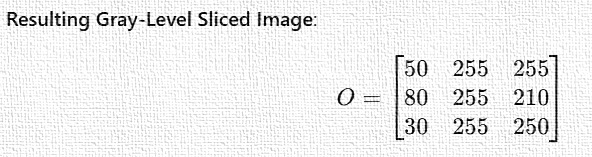 Resulting Gray-Level Sliced Image:
50 255 255
O = 80 255 210
30 255 250